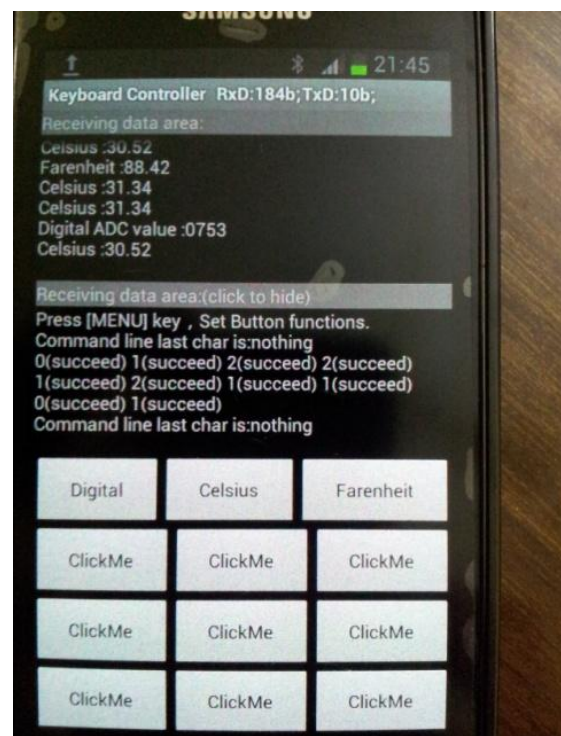 SAMSUNG
21:45
Keyboard Controller RxD:184b;TxD:10b;
Receiving data area:
Celsius :30.52
Farenheit :88.42
Celsius :31.34
Celsius :31.34
Digital ADC value :0753
Celsius :30.52
Receiving data area:(click to hide)
Press [MENU] key , Set Button functions.
Command line last char is:nothing
0(succeed) 1(succeed) 2(succeed) 2(succeed)
1(succeed) 2(succeed) 1(succeed) 1(succeed)
0(succeed) 1(succeed)
Command line last char is:nothing
Digital Celsius Farenheit
ClickMe ClickMe ClickMe
ClickMe ClickMe ClickMe
ClickMe ClickMe ClickMe